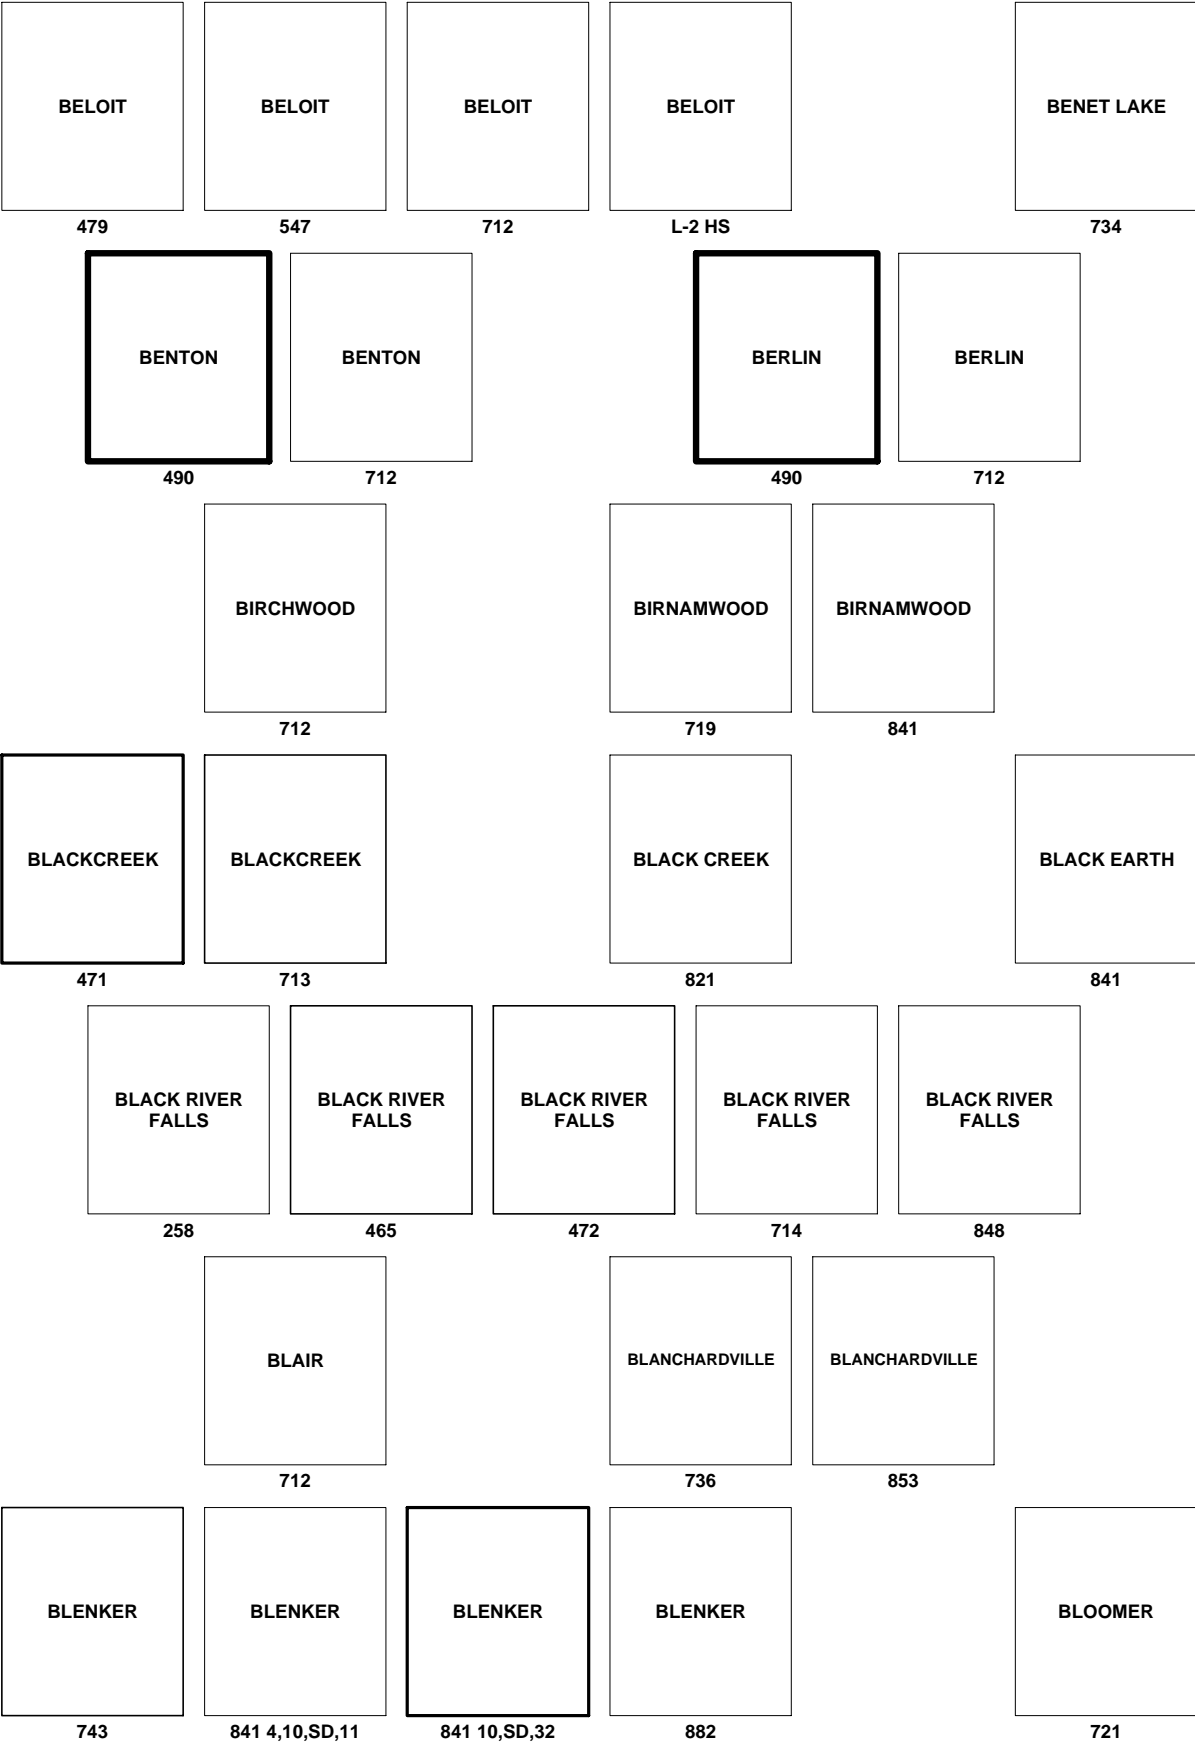 BELOIT BELOIT BELOIT BELOIT BENET LAKE
479 547 712 L-2 HS 734
BENTON BENTON BERLIN BERLIN
490 712 490 712
BIRCHWOOD BIRNAMWOOD BIRNAMWOOD
712 719 841
BLACKCREEK BLACKCREEK BLACK CREEK BLACK EARTH
471 713 821 841
BLACK RIVER BLACK RIVER BLACK RIVER BLACK RIVER BLACK RIVER
FALLS FALLS FALLS FALLS FALLS
258 465 472 714 848
BLAIR BLANCHARDVILLE BLANCHARDVILLE
712 736 853
BLENKER BLENKER BLENKER BLENKER BLOOMER
743 841 4,10,SD,11 841 10,SD,32 882 721